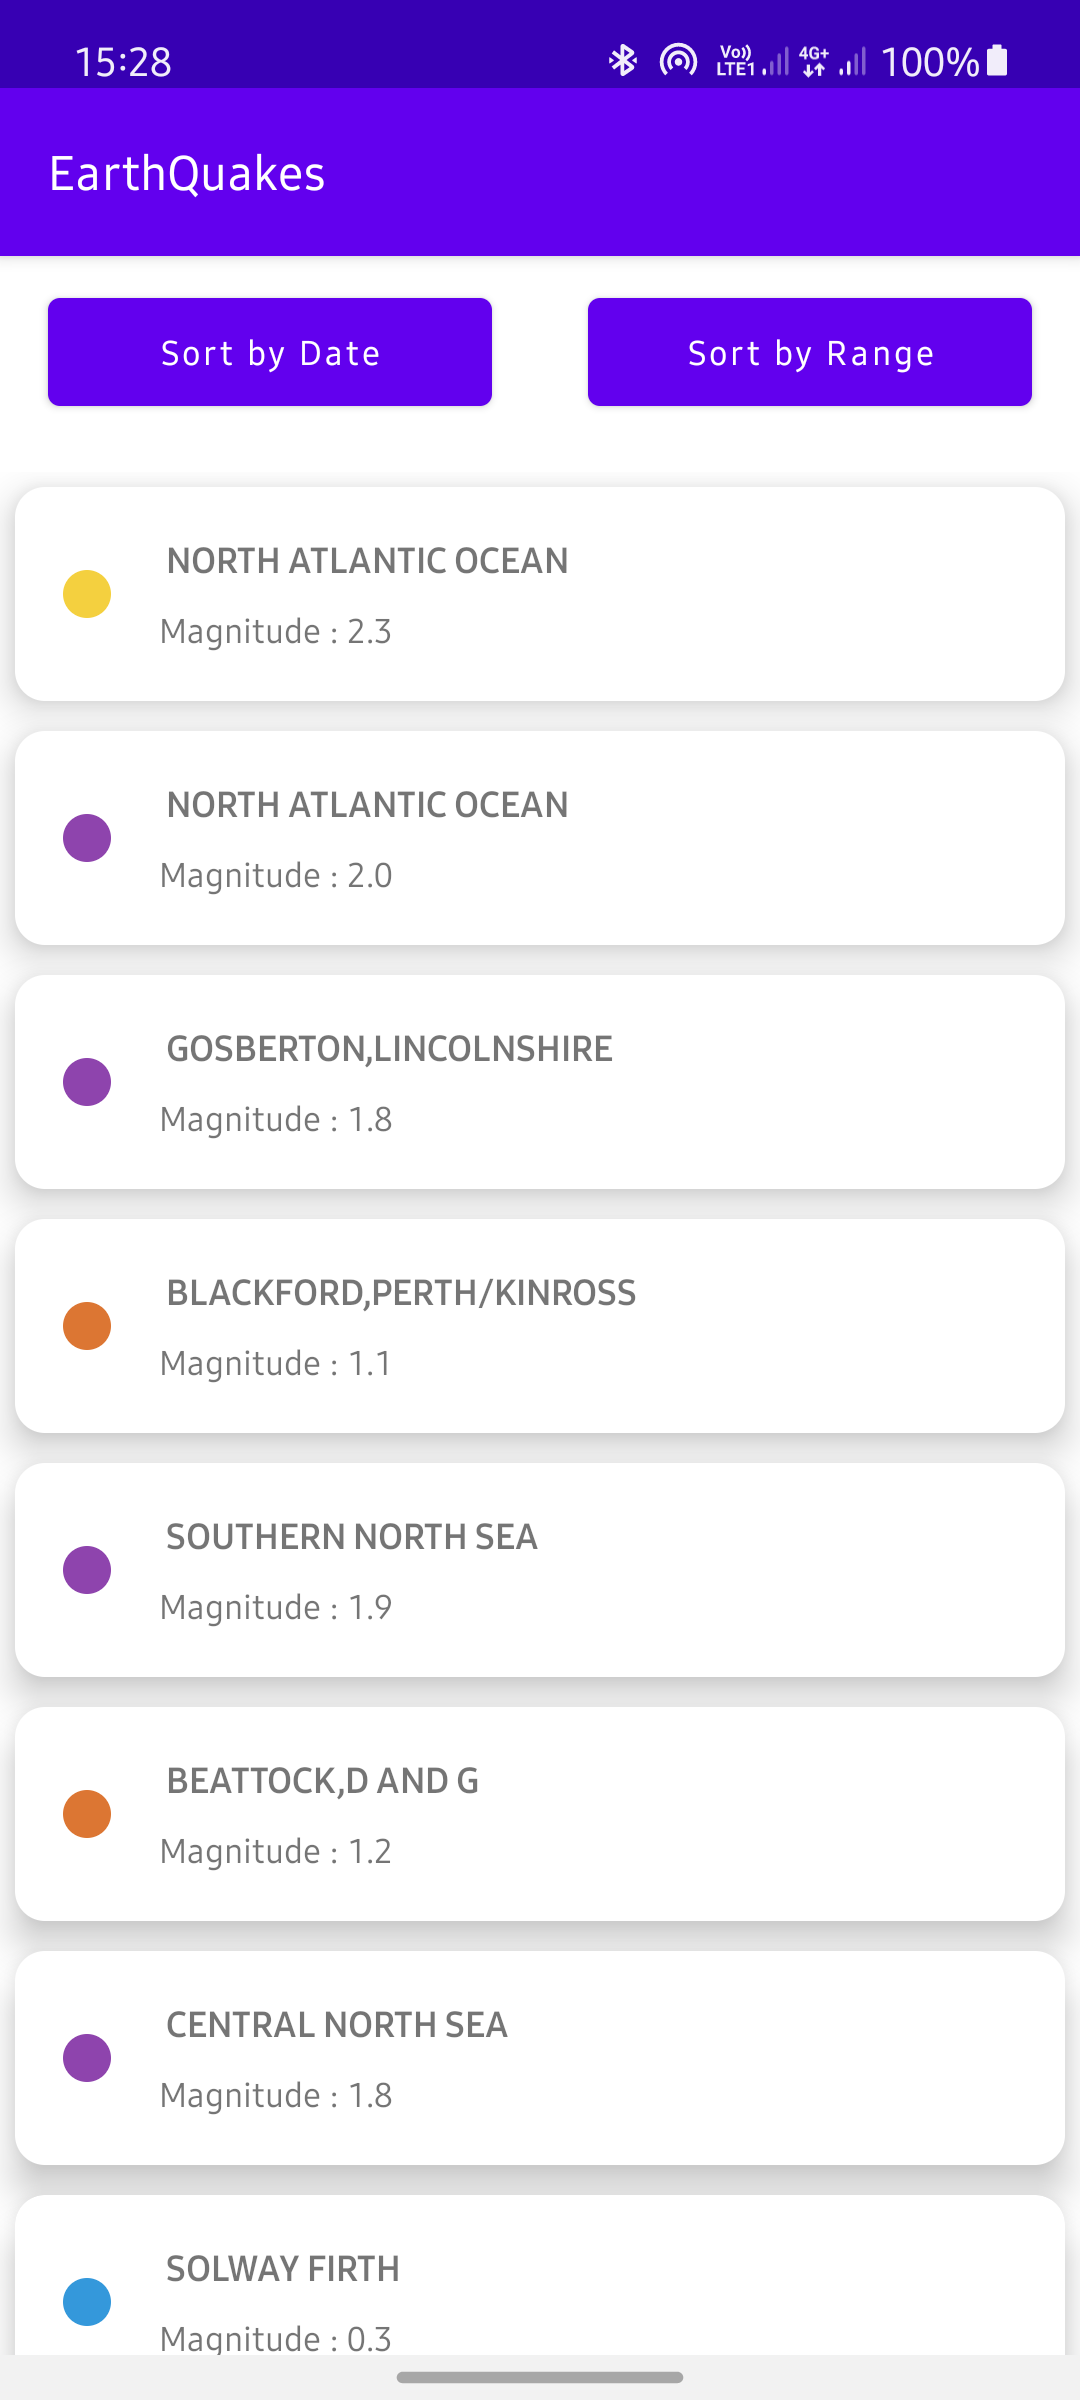 15:28 Vo)) LTE1 4G+ 100%
EarthQuakes
Sort by Date Sort by Range
NORTH ATLANTIC OCEAN
Magnitude : 2.3
NORTH ATLANTIC OCEAN
Magnitude : 2.0
GOSBERTON,LINCOLNSHIRE
Magnitude : 1.8
BLACKFORD,PERTH/KINROSS
Magnitude : 1.1
SOUTHERN NORTH SEA
Magnitude : 1.9
BEATTOCK,D AND G
Magnitude : 1.2
CENTRAL NORTH SEA
Magnitude : 1.8
SOLWAY FIRTH
Magnitude : 0.3